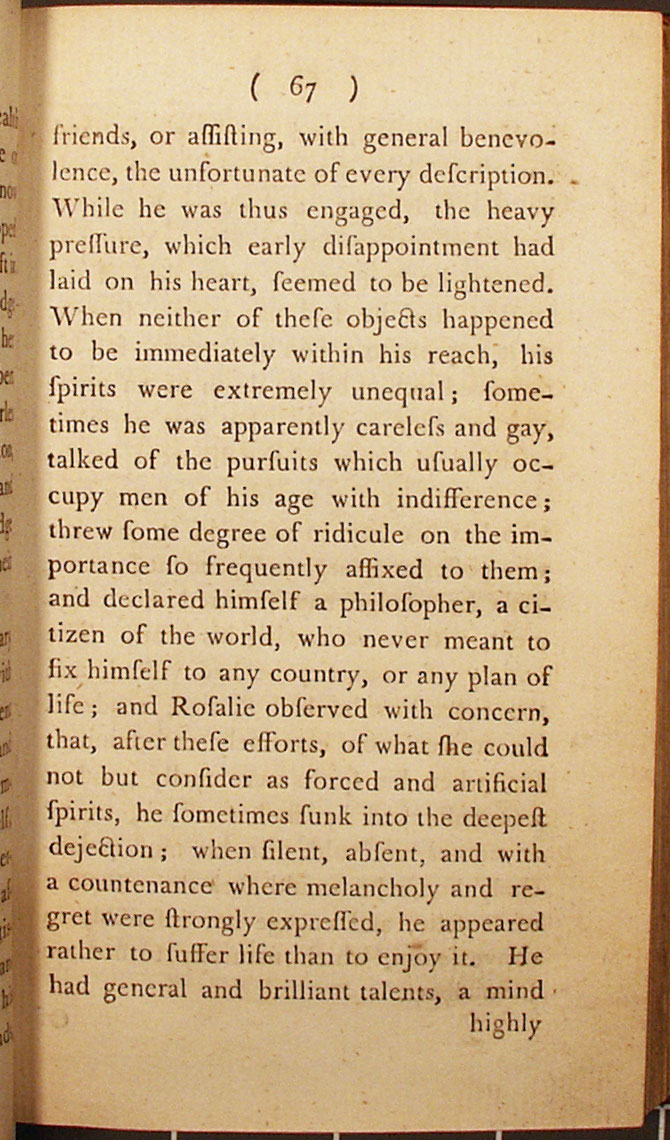 ( 67 )
friends, or aſſiſting, with general benevo-
lence, the unfortunate of every deſcription.
While he was thus engaged, the heavy
preſſure, which early diſappointment had
laid on his heart, ſeemed to be lightened.
When neither of theſe objects happened
to be immediately within his reach, his
ſpirits were extremely unequal; ſome-
times he was apparently careleſs and gay,
talked of the purſuits which uſually oc-
cupy men of his age with indifference;
threw ſome degree of ridicule on the im-
portance ſo frequently affixed to them;
and declared himſelf a philoſopher, a ci-
tizen of the world, who never meant to
fix himſelf to any country, or any plan of
life; and Roſalie obſerved with concern,
that, after theſe efforts, of what ſhe could
not but conſider as forced and artificial
ſpirits, he ſometimes ſunk into the deepeſt
dejection; when ſilent, abſent, and with
a countenance where melancholy and re-
gret were ſtrongly expreſſed, he appeared
rather to ſuffer life than to enjoy it. He
had general and brilliant talents, a mind
highly